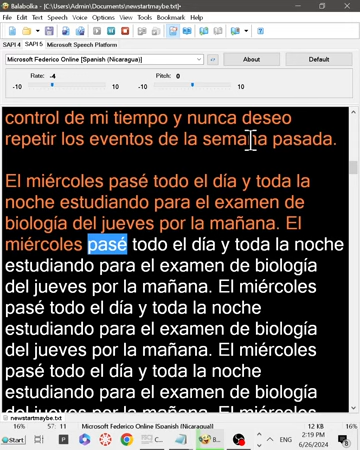 Balabolka - [C:\Users\Admin\Documents\newstartmaybe.txt]
File Edit Text Speech Voice Options View Tools Bookmark Help
SAPI 4 SAPI 5 Microsoft Speech Platform
Microsoft Federico Online [Spanish (Nicaragua)] About Default
Rate: -4 Pitch: 0
-10 10 -10 10
control de mi tiempo y nunca deseo
repetir los eventos de la semana pasada.
El miércoles pasé todo el día y toda la
noche estudiando para el examen de
biología del jueves por la mañana. El
miércoles pasé todo el día y toda la noche
estudiando para el examen de biología
del jueves por la mañana. El miércoles
pasé todo el día y toda la noche
estudiando para el examen de biología
del jueves por la mañana. El miércoles
pasé todo el día y toda la noche
estudiando para el examen de biología
del jueves por la mañana. El miércoles
newstartmaybe.txt
16% 57: 11 Microsoft Federico Online [Spanish (Nicaragua)] 12 KB 16%
Start P C... B... ENG 2:19 PM
6/26/2024